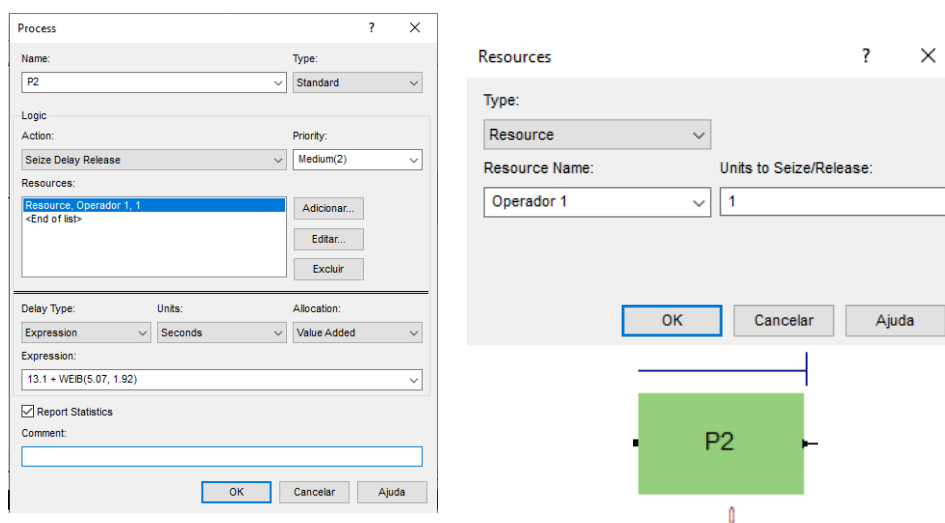 Process
?
Name:
Type:
P2
Standard
Logic
Action:
Priority:
Seize Delay Release
Medium(2)
Resources:
Resource, Operador 1, 1
<End of list>
Adicionar...
Editar...
Excluir
Delay Type:
Units:
Allocation:
Expression
Seconds
Value Added
Expression:
13.1 + WEIB(5.07, 1.92)
Report Statistics
Comment:
OK
Cancelar
Ajuda
Resources
?
Type:
Resource
Resource Name:
Units to Seize/Release:
Operador 1
1
OK
Cancelar
Ajuda
P2
0